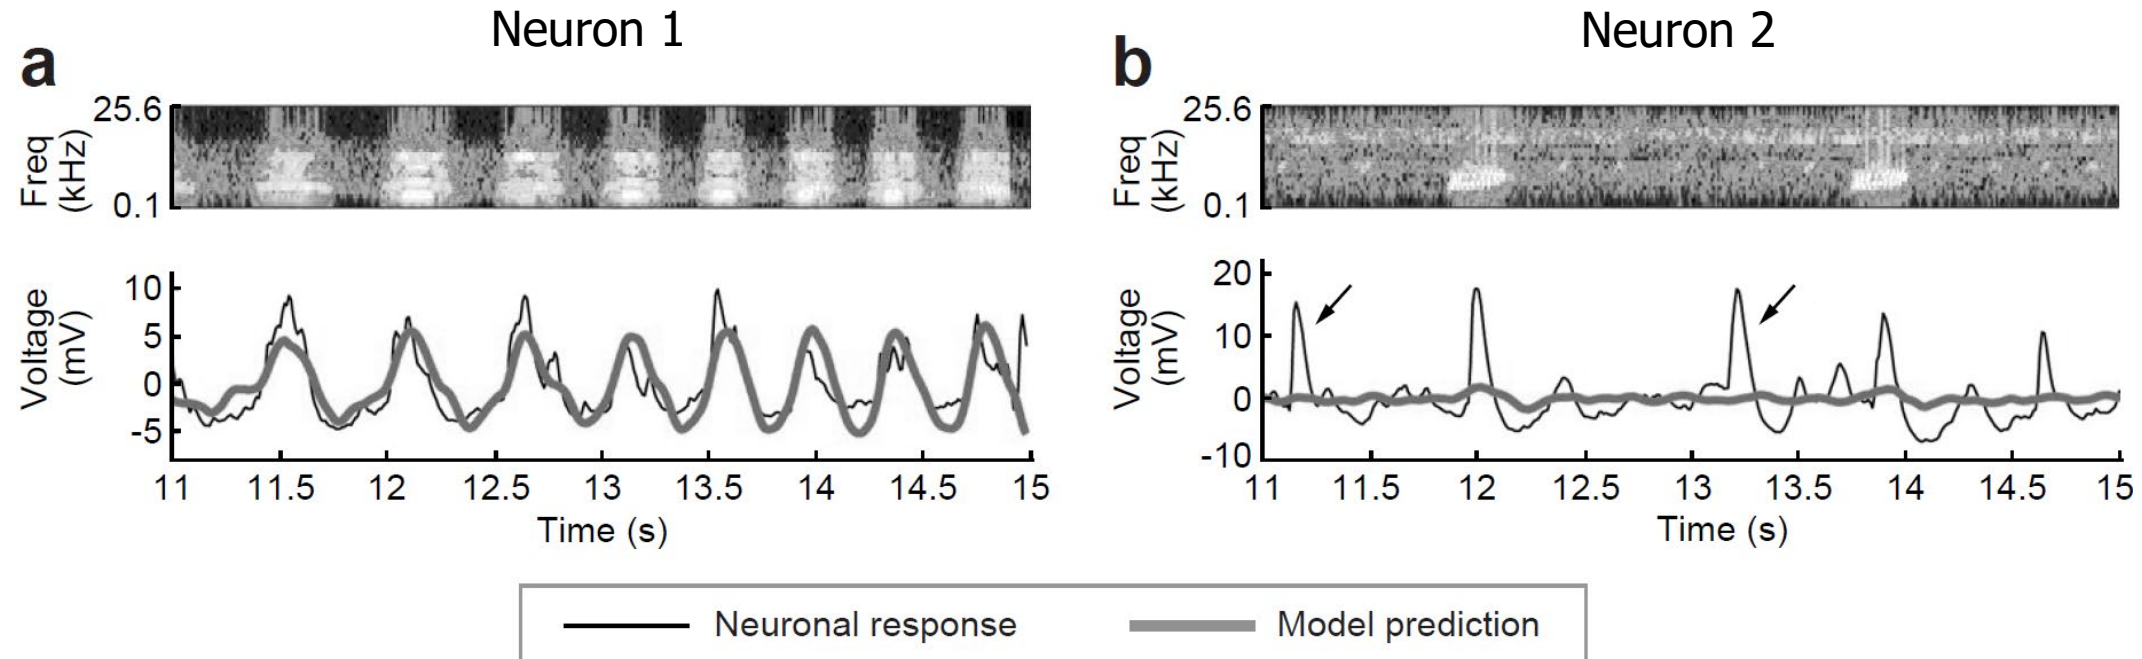 Neuron 1
Neuron 2
a
25.6
Freq
(kHz)
0.1
10
5
0
-5
Voltage
(mV)
11 11.5 12 12.5 13 13.5 14 14.5 15
Time (s)
b
25.6
Freq
(kHz)
0.1
20
10
0
-10
Voltage
(mV)
11 11.5 12 12.5 13 13.5 14 14.5 15
Time (s)
Neuronal response
Model prediction